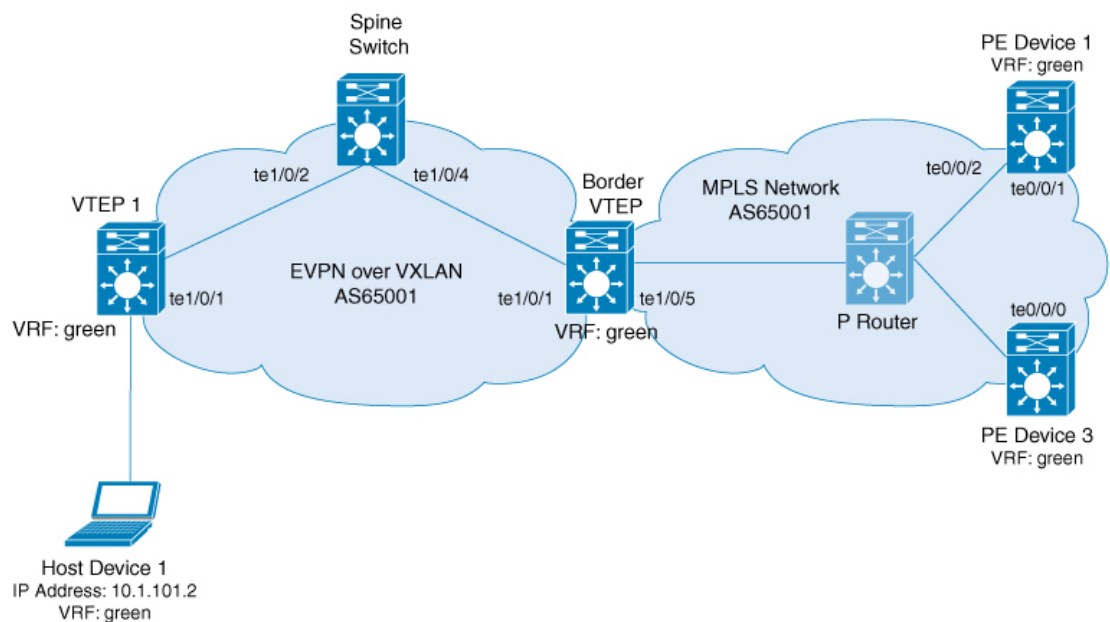 Spine
Switch
PE Device 1
VRF: green
te1/0/2
te1/0/4
Border
VTEP
MPLS Network
AS65001
te0/0/2
te0/0/1
VTEP 1
EVPN over VXLAN
AS65001
te1/0/1
te1/0/1
te1/0/5
VRF: green
VRF: green
P Router
te0/0/0
PE Device 3
VRF: green
Host Device 1
IP Address: 10.1.101.2
VRF: green